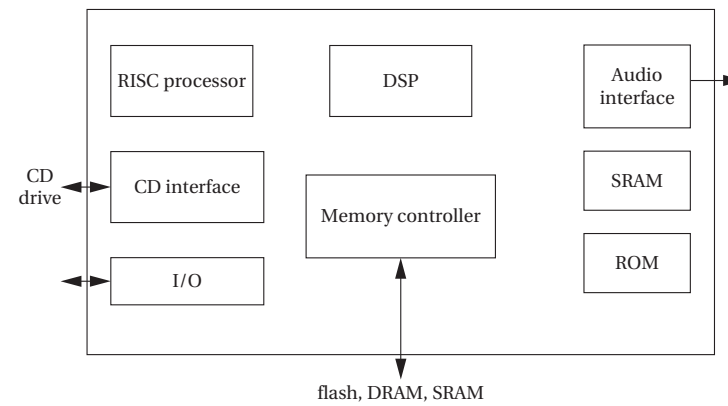 RISC processor
DSP
Audio
interface
CD
drive
CD interface
SRAM
Memory controller
I/O
ROM
flash, DRAM, SRAM